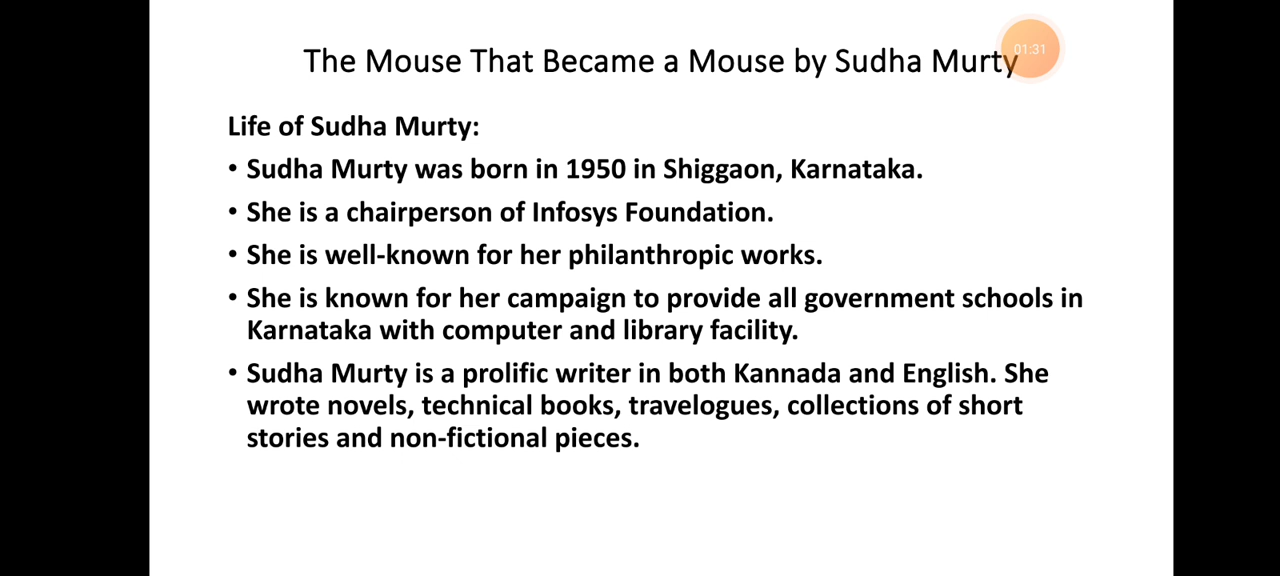 The Mouse That Became a Mouse by Sudha Murty
01:31
Life of Sudha Murty:
• Sudha Murty was born in 1950 in Shiggaon, Karnataka.
• She is a chairperson of Infosys Foundation.
• She is well-known for her philanthropic works.
• She is known for her campaign to provide all government schools in
Karnataka with computer and library facility.
• Sudha Murty is a prolific writer in both Kannada and English. She
wrote novels, technical books, travelogues, collections of short
stories and non-fictional pieces.